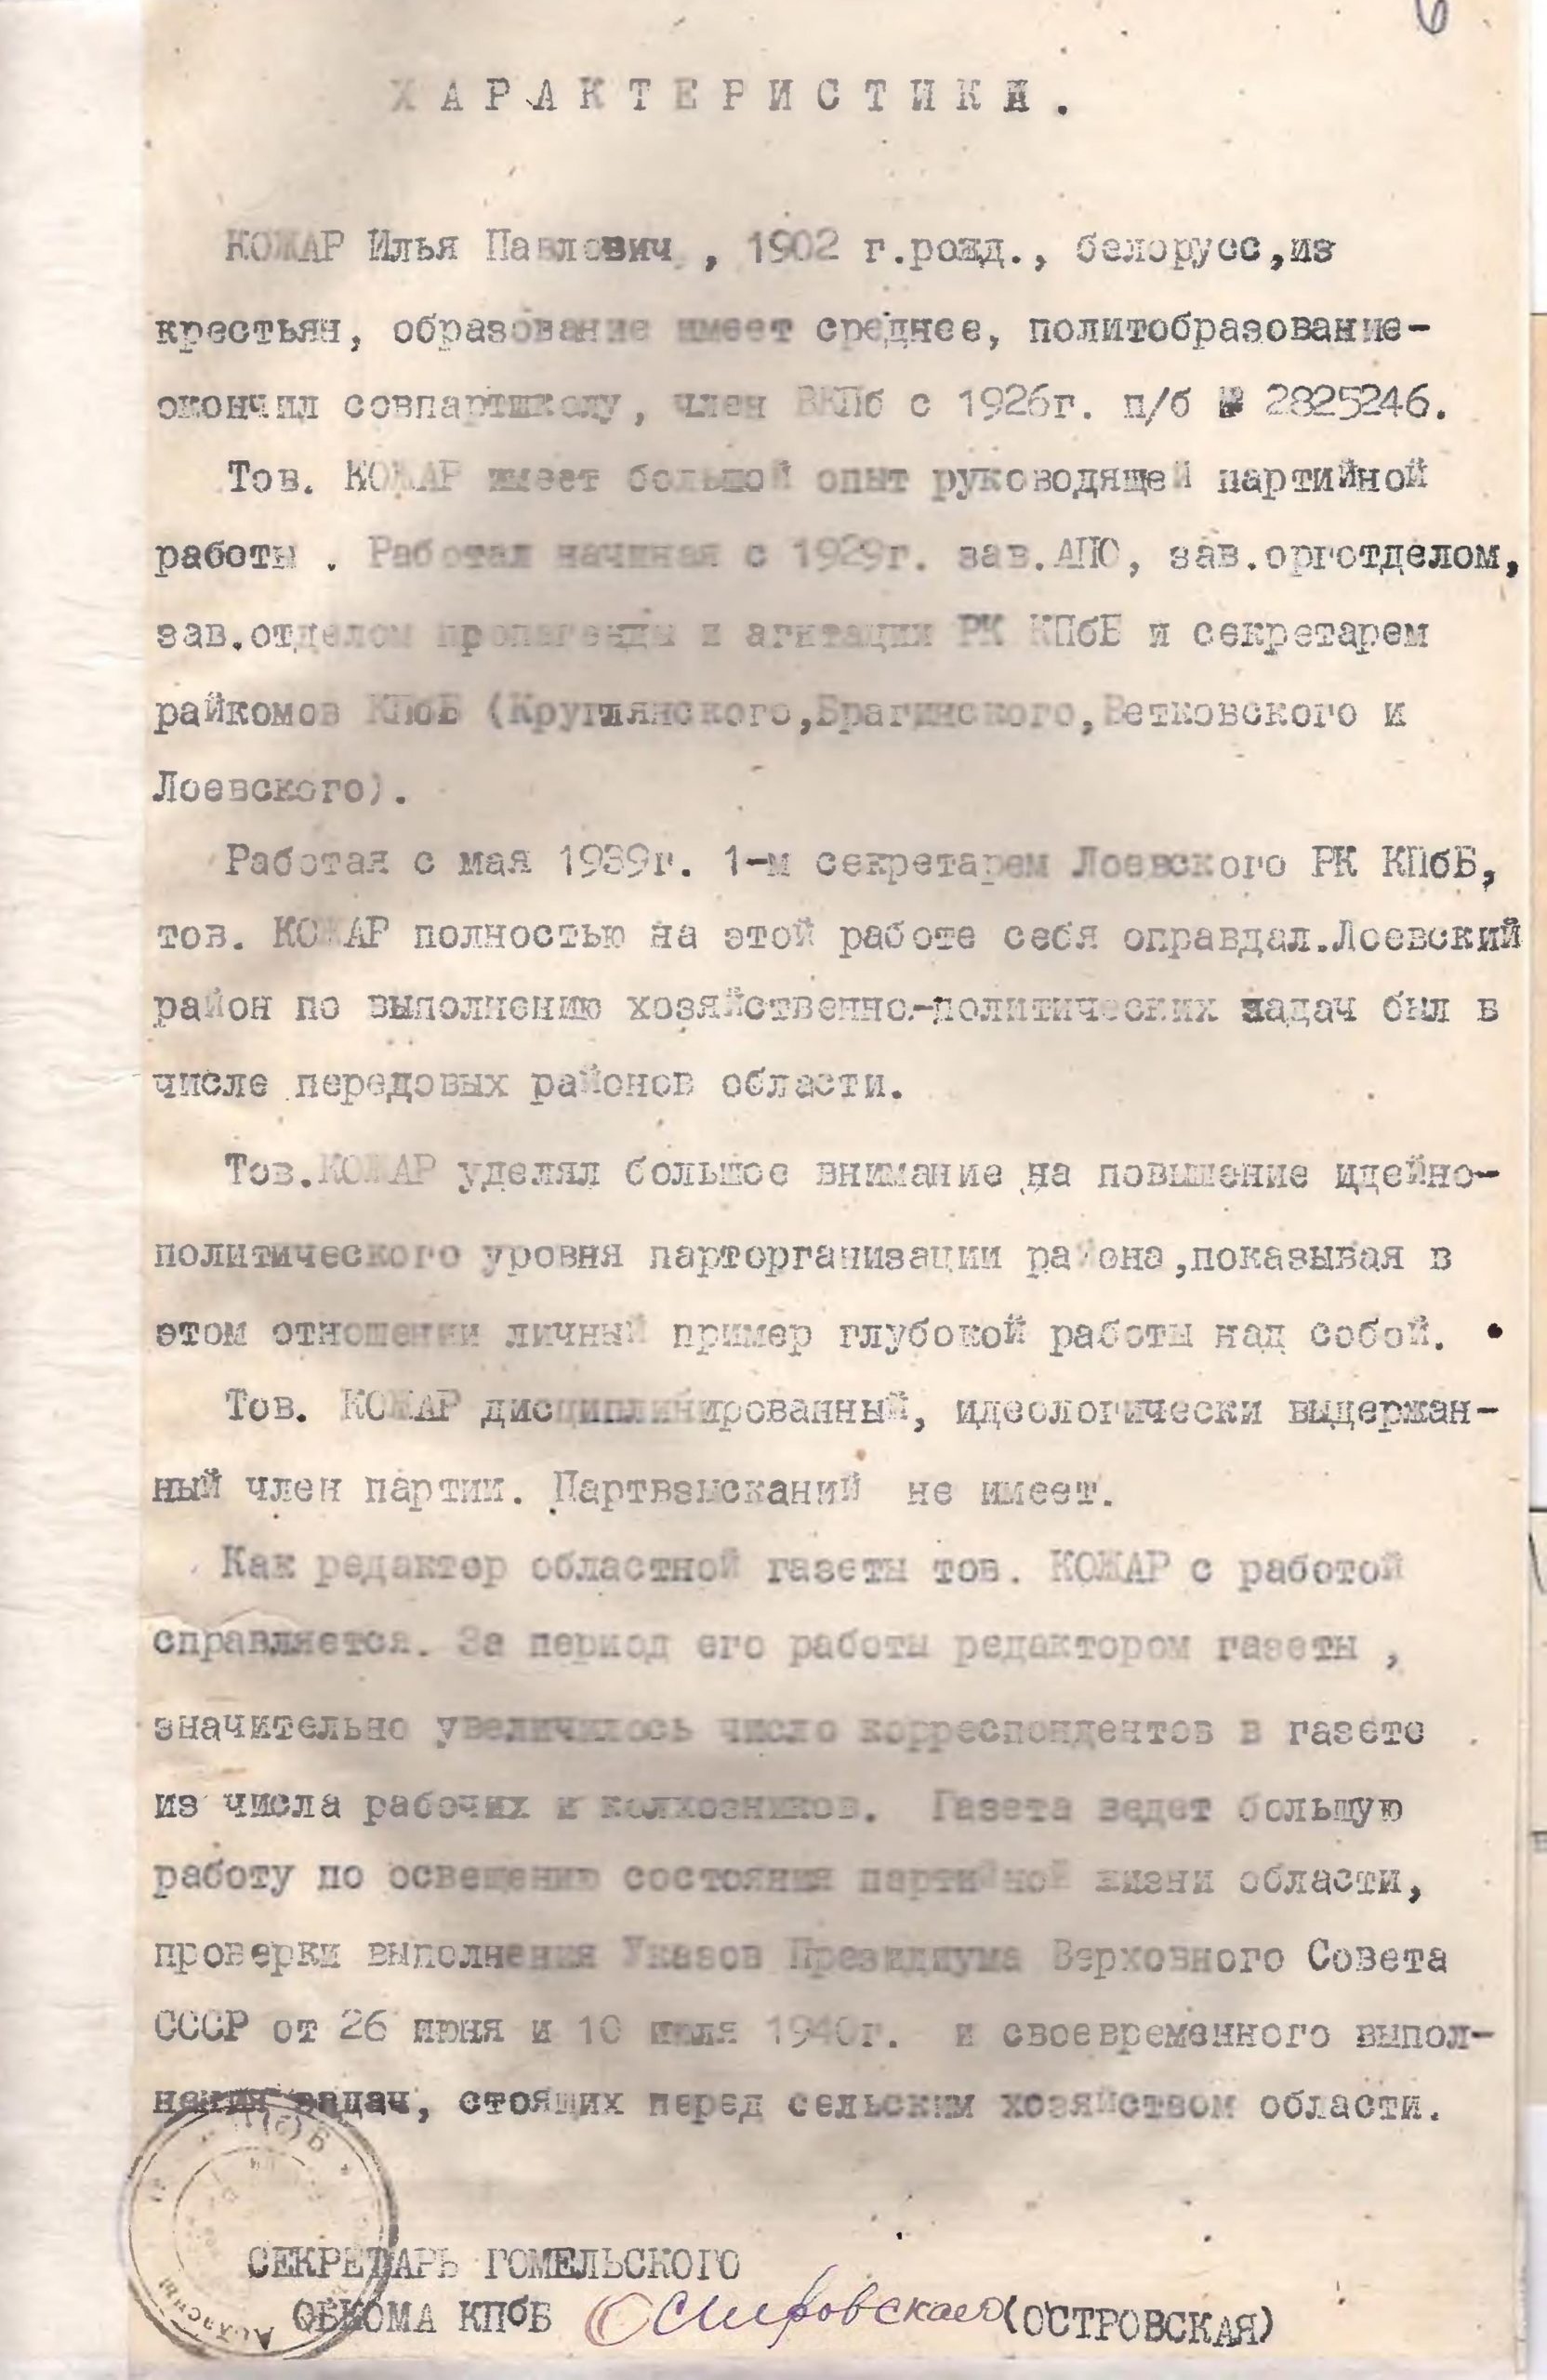 6
ХАРАКТЕРИСТИКА.
КОЖАР Илья Павлович , 1902 г.рожд., белорусс,из
крестьян, образование имеет среднее, политобразование-
окончил совпартшколу, член ВКПб с 1926г. п/б № 2825246.
Тов. КОЖАР имеет большой опыт руководящей партийной
работы . Работал начиная с 1929г. зав.АПО, зав.орготделом,
зав.отделом пропаганды и агитации РК КПбБ и секретарем
райкомов КПбБ (Круглянского,Брагинского,Ветковского и
Лоевского).
Работая с мая 1939г. 1-м секретарем Лоевского РК КПбБ,
тов. КОЖАР полностью на этой работе себя оправдал.Лоевский
район по выполнению хозяйственно-политических задач был в
числе передовых районов области.
Тов.КОЖАР уделял большое внимание на повышение идейно-
политического уровня парторганизации района,показывая в
этом отношении личный пример глубокой работы над собой.
Тов. КОЖАР дисциплинированный, идеологически выдержан-
ный член партии. Партвзысканий не имеет.
Как редактор областной газеты тов. КОЖАР с работой
справляется. За период его работы редактором газеты ,
значительно увеличилось число корреспондентов в газете
из числа рабочих и колхозников. Газета ведет большую
работу по освещению состояния партийной жизни области,
проверки выполнения Указов Президиума Верховного Совета
СССР от 26 июня и 10 июля 1940г. и своевременного выпол-
нения задач, стоящих перед сельским хозяйством области.
СЕКРЕТАРЬ ГОМЕЛЬСКОГО
ОБКОМА КПбБ Островская (ОСТРОВСКАЯ)